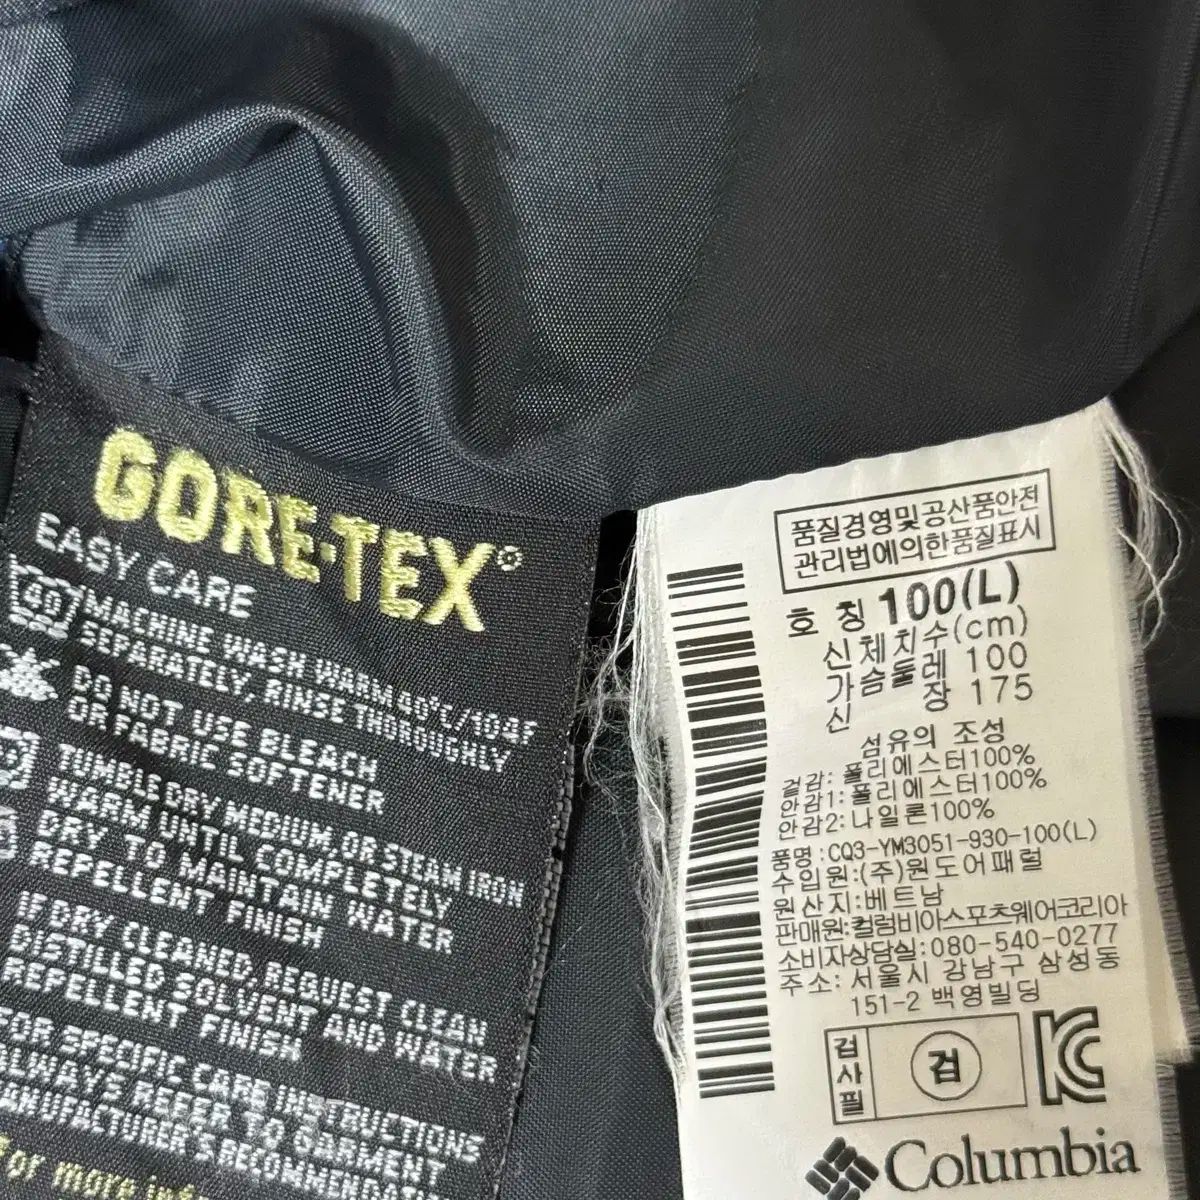 GORE-TEX®
EASY CARE
40
MACHINE WASH WARM 40°C/104F
SEPARATELY, RINSE THOROUGHLY
DO NOT USE BLEACH
OR FABRIC SOFTENER
TUMBLE DRY MEDIUM, OR STEAM IRON
WARM UNTIL COMPLETELY
DRY TO MAINTAIN WATER
REPELLENT FINISH
IF DRY CLEANED, REQUEST CLEAN
DISTILLED SOLVENT AND WATER
REPELLENT FINISH
FOR SPECIFIC CARE INSTRUCTIONS
ALWAYS REFER TO GARMENT
MANUFACTURER'S
For more
품질경영및공산품안전
관리법에의한품질표시
호 칭 100(L)
신체치수(cm)
가슴둘레 100
신 장 175
섬유의 조성
겉감: 폴리에스터100%
안감1: 폴리에스터100%
안감2: 나일론100%
품명:CQ3-YM3051-930-100(L)
수입원:(주)원도어패럴
원산지:베트남
판매원:컬럼비아스포츠웨어코리아
소비자상담실:080-540-0277
주소: 서울시 강남구 삼성동
151-2 백영빌딩
검사필
검
KC
Columbia